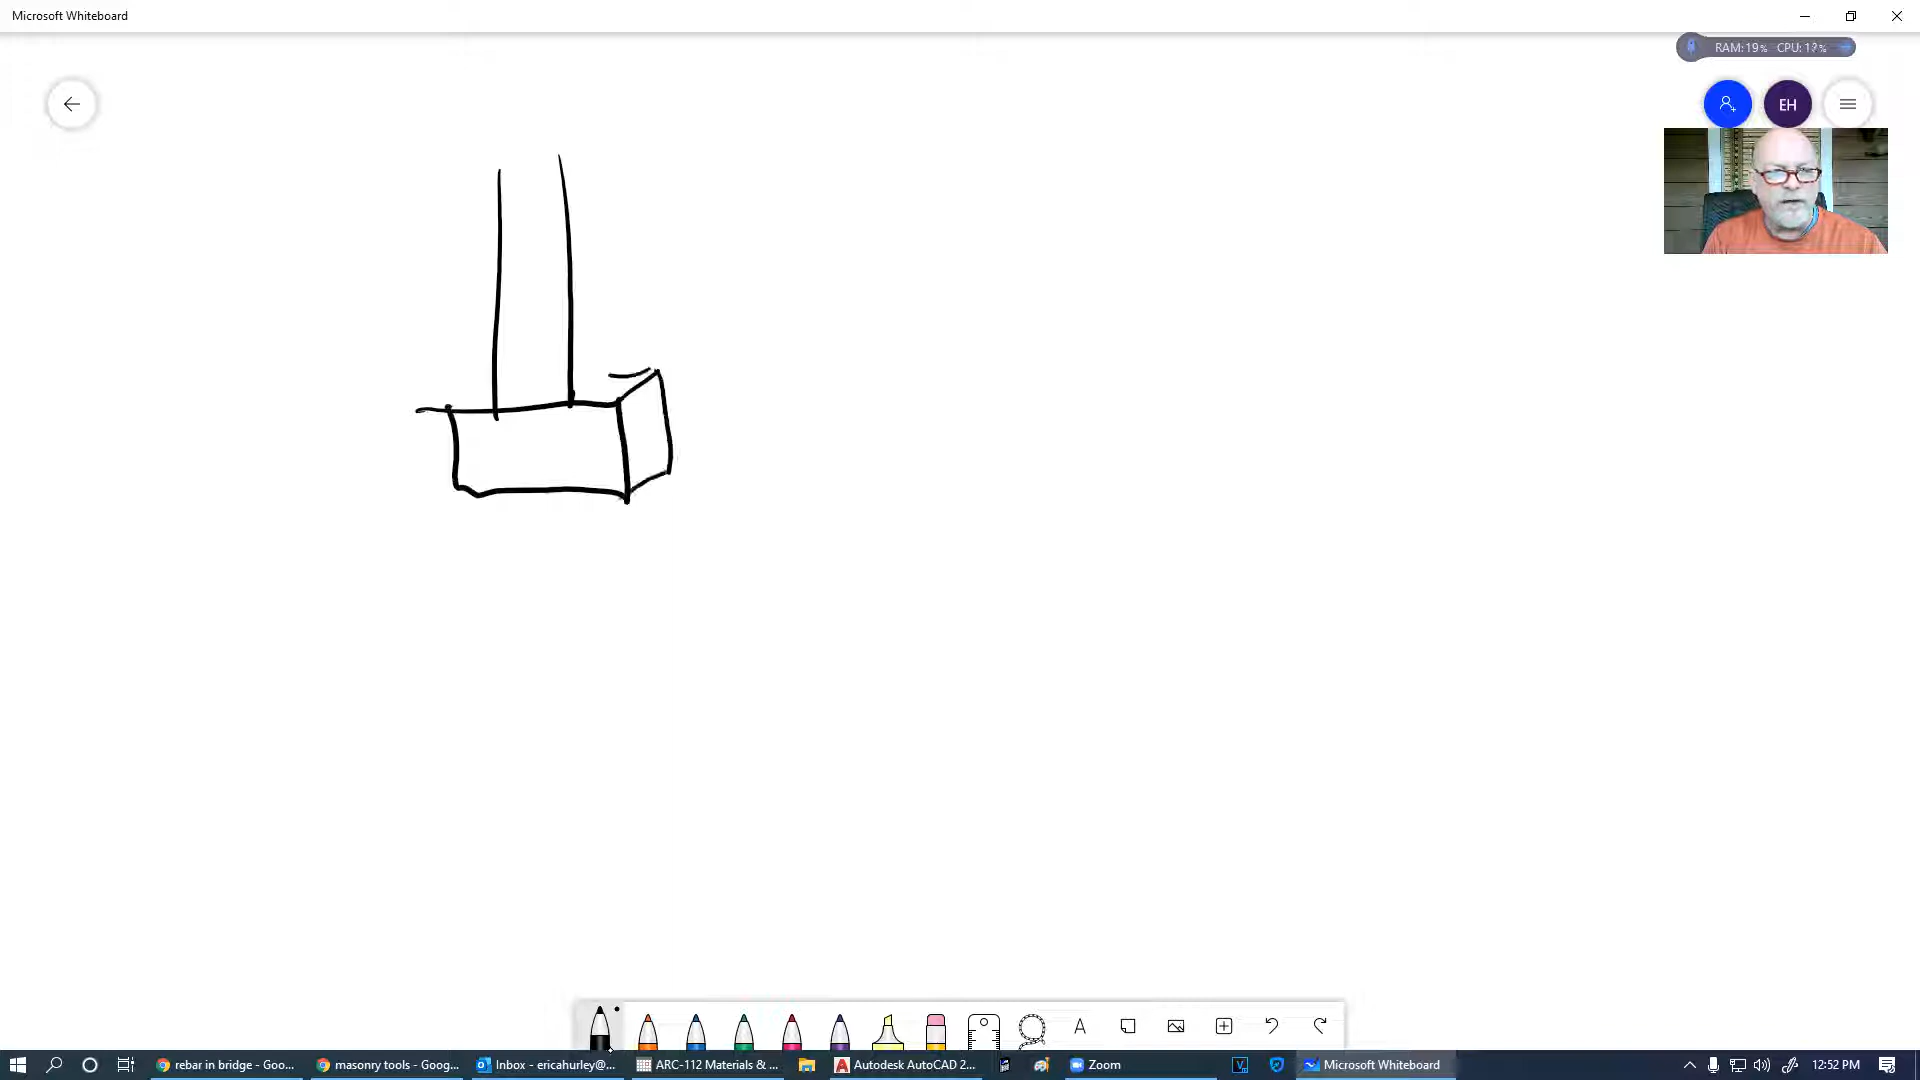 Microsoft Whiteboard
RAM: 19% CPU:
EH
A
rebar in bridge - Goo...
masonry tools - Goog...
Inbox - ericahurley@...
ARC-112 Materials & ...
Autodesk AutoCAD 2...
Zoom
Microsoft Whiteboard
12:52 PM